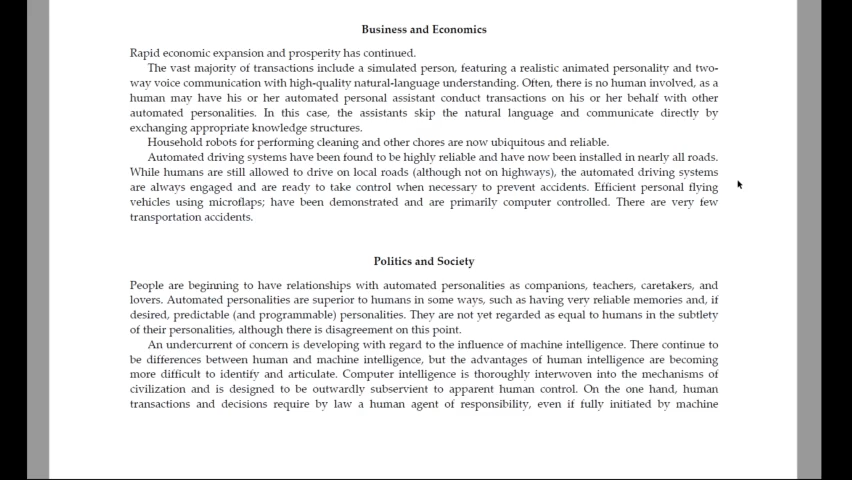 Business and Economics
Rapid economic expansion and prosperity has continued.
The vast majority of transactions include a simulated person, featuring a realistic animated personality and two-
way voice communication with high-quality natural-language understanding. Often, there is no human involved, as a
human may have his or her automated personal assistant conduct transactions on his or her behalf with other
automated personalities. In this case, the assistants skip the natural language and communicate directly by
exchanging appropriate knowledge structures.
Household robots for performing cleaning and other chores are now ubiquitous and reliable.
Automated driving systems have been found to be highly reliable and have now been installed in nearly all roads.
While humans are still allowed to drive on local roads (although not on highways), the automated driving systems
are always engaged and are ready to take control when necessary to prevent accidents. Efficient personal flying
vehicles using microflaps; have been demonstrated and are primarily computer controlled. There are very few
transportation accidents.
Politics and Society
People are beginning to have relationships with automated personalities as companions, teachers, caretakers, and
lovers. Automated personalities are superior to humans in some ways, such as having very reliable memories and, if
desired, predictable (and programmable) personalities. They are not yet regarded as equal to humans in the subtlety
of their personalities, although there is disagreement on this point.
An undercurrent of concern is developing with regard to the influence of machine intelligence. There continue to
be differences between human and machine intelligence, but the advantages of human intelligence are becoming
more difficult to identify and articulate. Computer intelligence is thoroughly interwoven into the mechanisms of
civilization and is designed to be outwardly subservient to apparent human control. On the one hand, human
transactions and decisions require by law a human agent of responsibility, even if fully initiated by machine